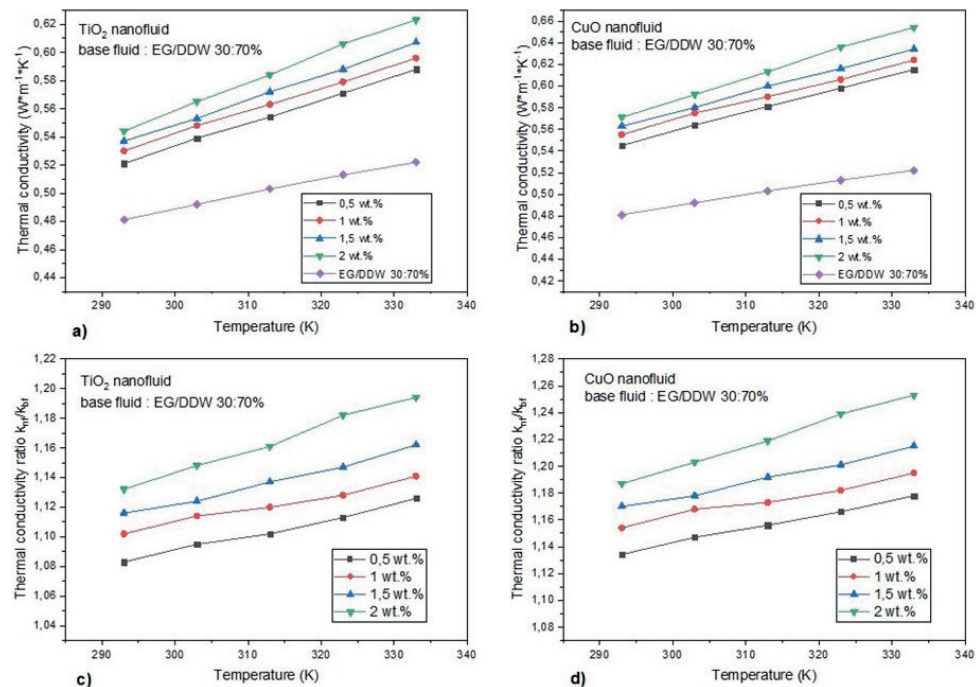 TiO₂ nanofluid
base fluid : EG/DDW 30:70%
Thermal conductivity (W*m⁻¹*K⁻¹)
0,62
0,60
0,58
0,56
0,54
0,52
0,50
0,48
0,46
0,44
0,5 wt.%
1 wt.%
1,5 wt.%
2 wt.%
EG/DDW 30:70%
290 300 310 320 330 340
Temperature (K)
a)
CuO nanofluid
base fluid : EG/DDW 30:70%
Thermal conductivity (W*m⁻¹*K⁻¹)
0,66
0,64
0,62
0,60
0,58
0,56
0,54
0,52
0,50
0,48
0,46
0,44
0,42
0,5 wt.%
1 wt.%
1,5 wt.%
2 wt.%
EG/DDW 30:70%
290 300 310 320 330 340
Temperature (K)
b)
TiO₂ nanofluid
base fluid : EG/DDW 30:70%
Thermal conductivity ratio kₙf/kbf
1,22
1,20
1,18
1,16
1,14
1,12
1,10
1,08
1,06
1,04
0,5 wt.%
1 wt.%
1,5 wt.%
2 wt.%
290 300 310 320 330 340
Temperature (K)
c)
CuO nanofluid
base fluid : EG/DDW 30:70%
Thermal conductivity ratio kₙf/kbf
1,28
1,26
1,24
1,22
1,20
1,18
1,16
1,14
1,12
1,10
1,08
0,5 wt.%
1 wt.%
1,5 wt.%
2 wt.%
290 300 310 320 330 340
Temperature (K)
d)